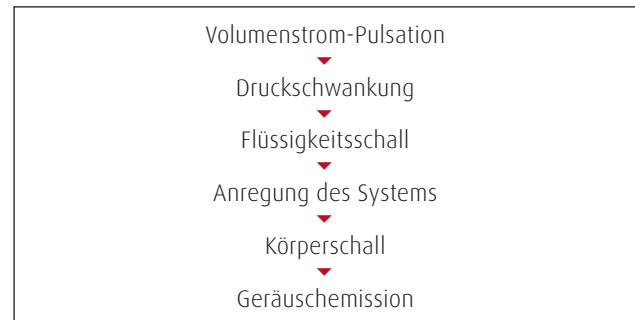 Volumenstrom-Pulsation
Druckschwankung
Flüssigkeitsschall
Anregung des Systems
Körperschall
Geräuschemission